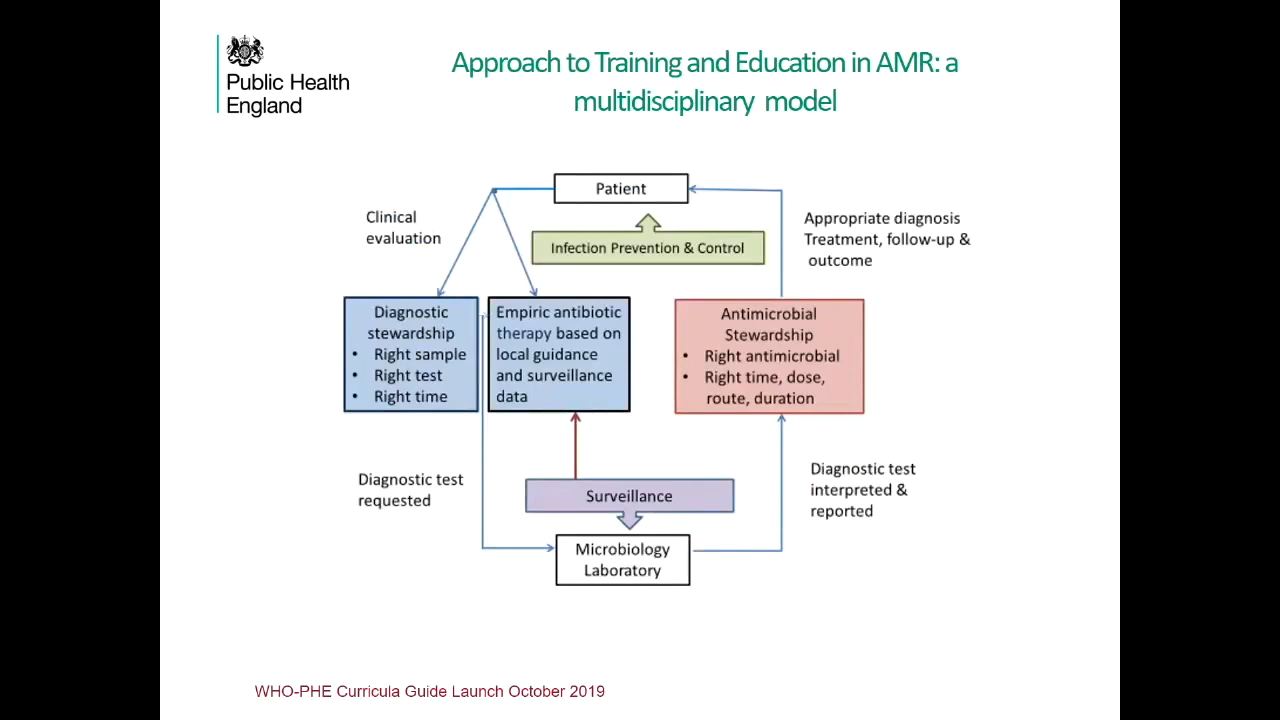 Public Health
England
Approach to Training and Education in AMR: a
multidisciplinary model
Patient
Clinical
evaluation
Infection Prevention & Control
Appropriate diagnosis
Treatment, follow-up &
outcome
Diagnostic
stewardship
• Right sample
• Right test
• Right time
Empiric antibiotic
therapy based on
local guidance
and surveillance
data
Antimicrobial
Stewardship
• Right antimicrobial
• Right time, dose,
route, duration
Diagnostic test
requested
Surveillance
Diagnostic test
interpreted &
reported
Microbiology
Laboratory
WHO-PHE Curricula Guide Launch October 2019